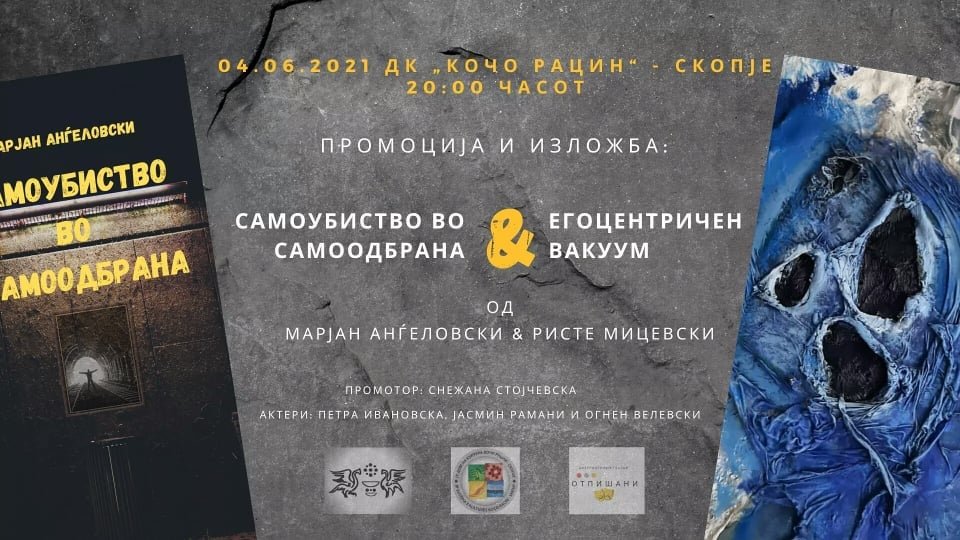 04.06.2021 ДК „КОЧО РАЦИН“ - СКОПЈЕ
20:00 ЧАСОТ
ПРОМОЦИЈА И ИЗЛОЖБА:
САМОУБИСТВО ВО
САМООДБРАНА
&
ЕГОЦЕНТРИЧЕН
ВАКУУМ
ОД
МАРЈАН АНЃЕЛОВСКИ & РИСТЕ МИЦЕВСКИ
ПРОМОТОР: СНЕЖАНА СТОЈЧЕВСКА
АКТЕРИ: ПЕТРА ИВАНОВСКА, ЈАСМИН РАМАНИ И ОГНЕН ВЕЛЕВСКИ
АРЈАН АНЃЕЛОВСКИ
АМОУБИСТВО
ВО
АМООДБРАНА
ОТПИШАНИ